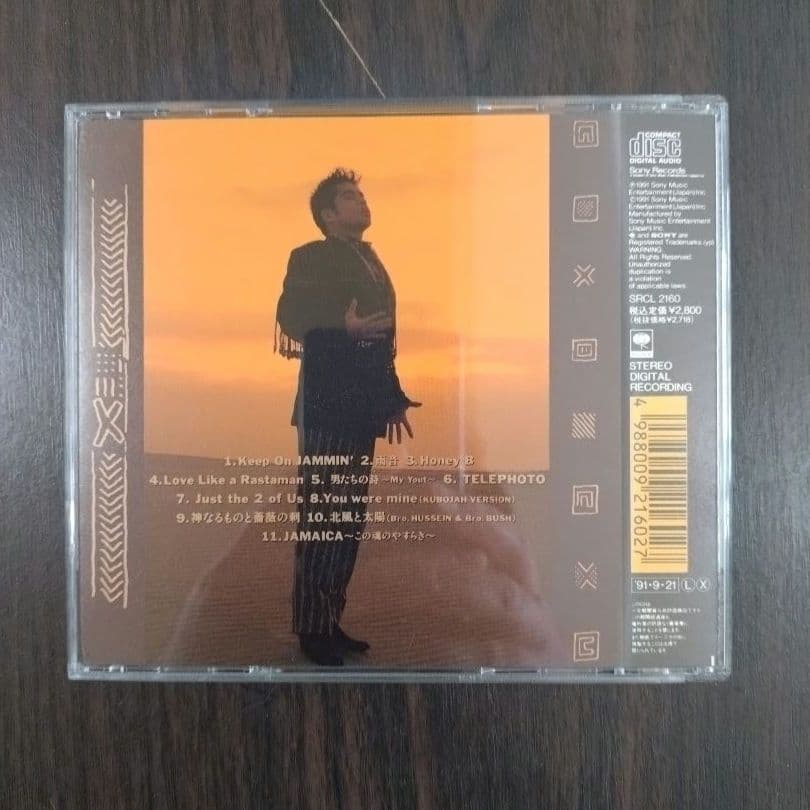 1.Keep On JAMMIN' 2.雨音 3.Honey B
4.Love Like a Rastaman 5. 男たちの詩 ～My Yout～ 6. TELEPHOTO
7. Just the 2 of Us 8.You were mine(KUBOJAH VERSION)
9.神なるものと薔薇の刺 10.北風と太陽(Bro.HUSSEIN & Bro.BUSH)
11.JAMAICA～この魂のやすらぎ～
COMPACT
disc
DIGITAL AUDIO
Sony Records
Ⓟ1991 Sony Music
Entertainment(Japan)Inc.
©1991 Sony Music
Entertainment(Japan)Inc.
Manufactured by
Sony Music Entertainment
(Japan) Inc.
and SONY are
Registered Trademarks.(yp)
WARNING:
All Rights Reserved.
Unauthorized
duplication is
a violation
of applicable laws.
SRCL 2160
税込定価¥2,800
(税抜価格¥2,718)
STEREO
DIGITAL
RECORDING
4 988009 216027
'91・9・21 L X